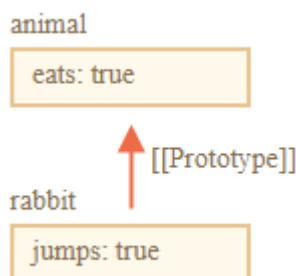 animal
eats: true
[[Prototype]]
rabbit
jumps: true